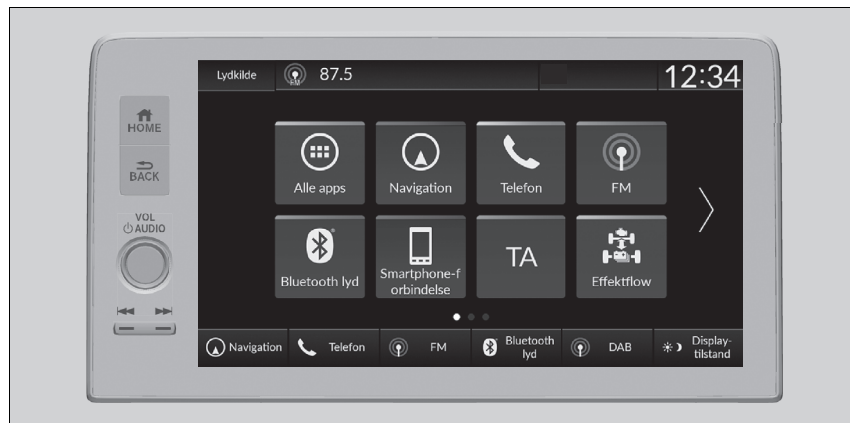 Lydkilde
FM
87.5
12:34
HOME
BACK
VOL
AUDIO
Alle apps
Navigation
Telefon
FM
Bluetooth lyd
Smartphone-f
orbindelse
TA
Effektflow
Navigation
Telefon
FM
Bluetooth
lyd
DAB
Display-
tilstand